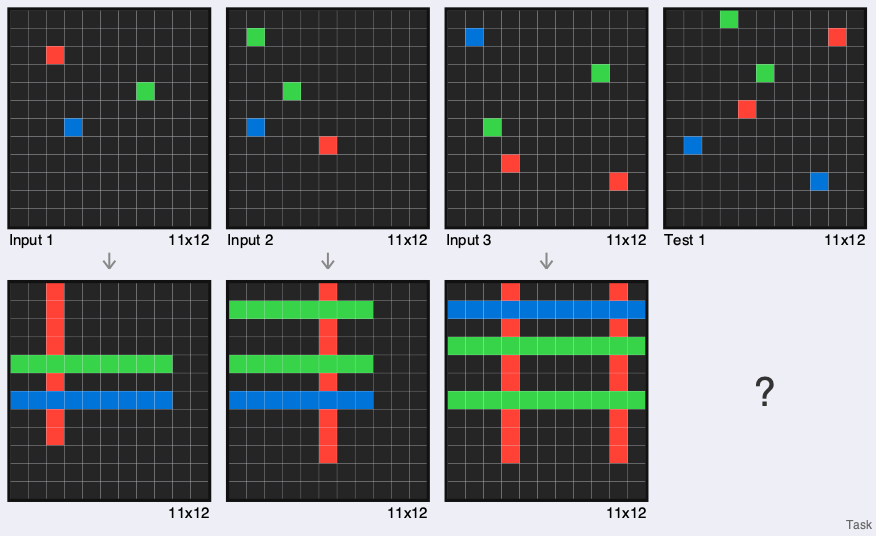 Input 1 11x12
Input 2 11x12
Input 3 11x12
Test 1 11x12
11x12
11x12
11x12
?
Task